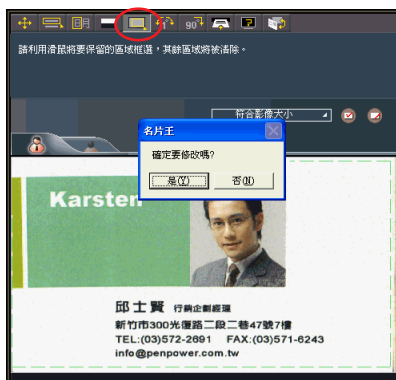 90°
請利用滑鼠將要保留的區域框選，其餘區域將被清除。
符合影像大小
名片王
確定要修改嗎?
是(Y)
否(N)
Karsten
邱士賢 行銷企劃經理
新竹市300光復路二段二巷47號7樓
TEL:(03)572-2691 FAX:(03)571-6243
info@penpower.com.tw